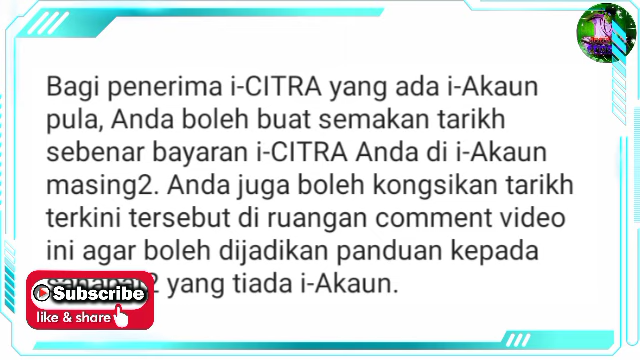 Bagi penerima i-CITRA yang ada i-Akaun
pula, Anda boleh buat semakan tarikh
sebenar bayaran i-CITRA Anda di i-Akaun
masing2. Anda juga boleh kongsikan tarikh
terkini tersebut di ruangan comment video
ini agar boleh dijadikan panduan kepada
yang tiada i-Akaun.
Subscribe
like & share